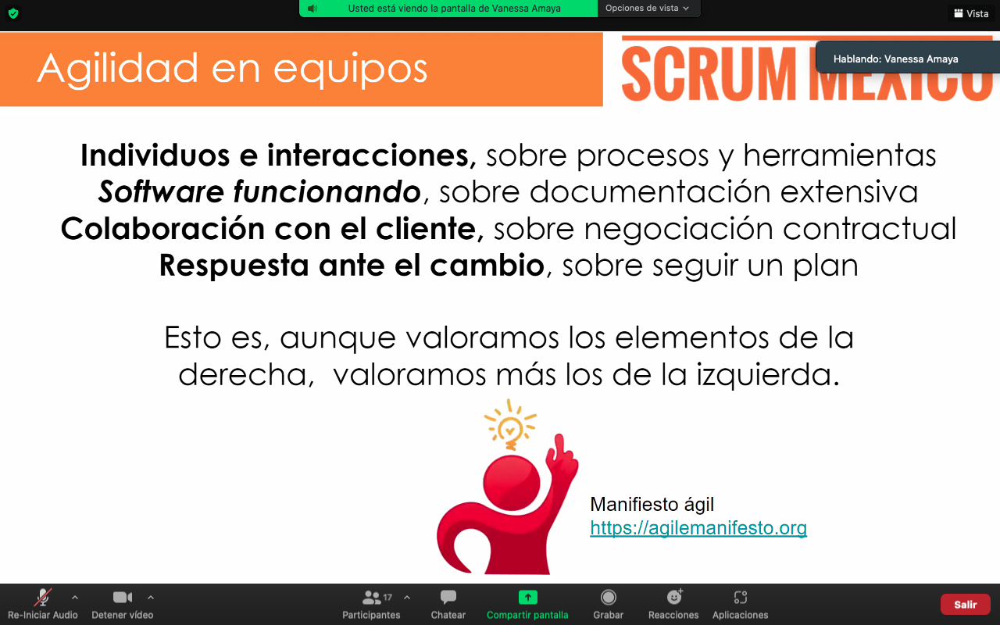 Usted está viendo la pantalla de Vanessa Amaya
Opciones de vista
Vista
Agilidad en equipos
SCRUM MEXICO
Hablando: Vanessa Amaya
Individuos e interacciones, sobre procesos y herramientas
Software funcionando, sobre documentación extensiva
Colaboración con el cliente, sobre negociación contractual
Respuesta ante el cambio, sobre seguir un plan
Esto es, aunque valoramos los elementos de la
derecha, valoramos más los de la izquierda.
Manifiesto ágil
https://agilemanifesto.org
17
Re-Iniciar Audio
Detener vídeo
Participantes
Chatear
Compartir pantalla
Grabar
Reacciones
Aplicaciones
Salir